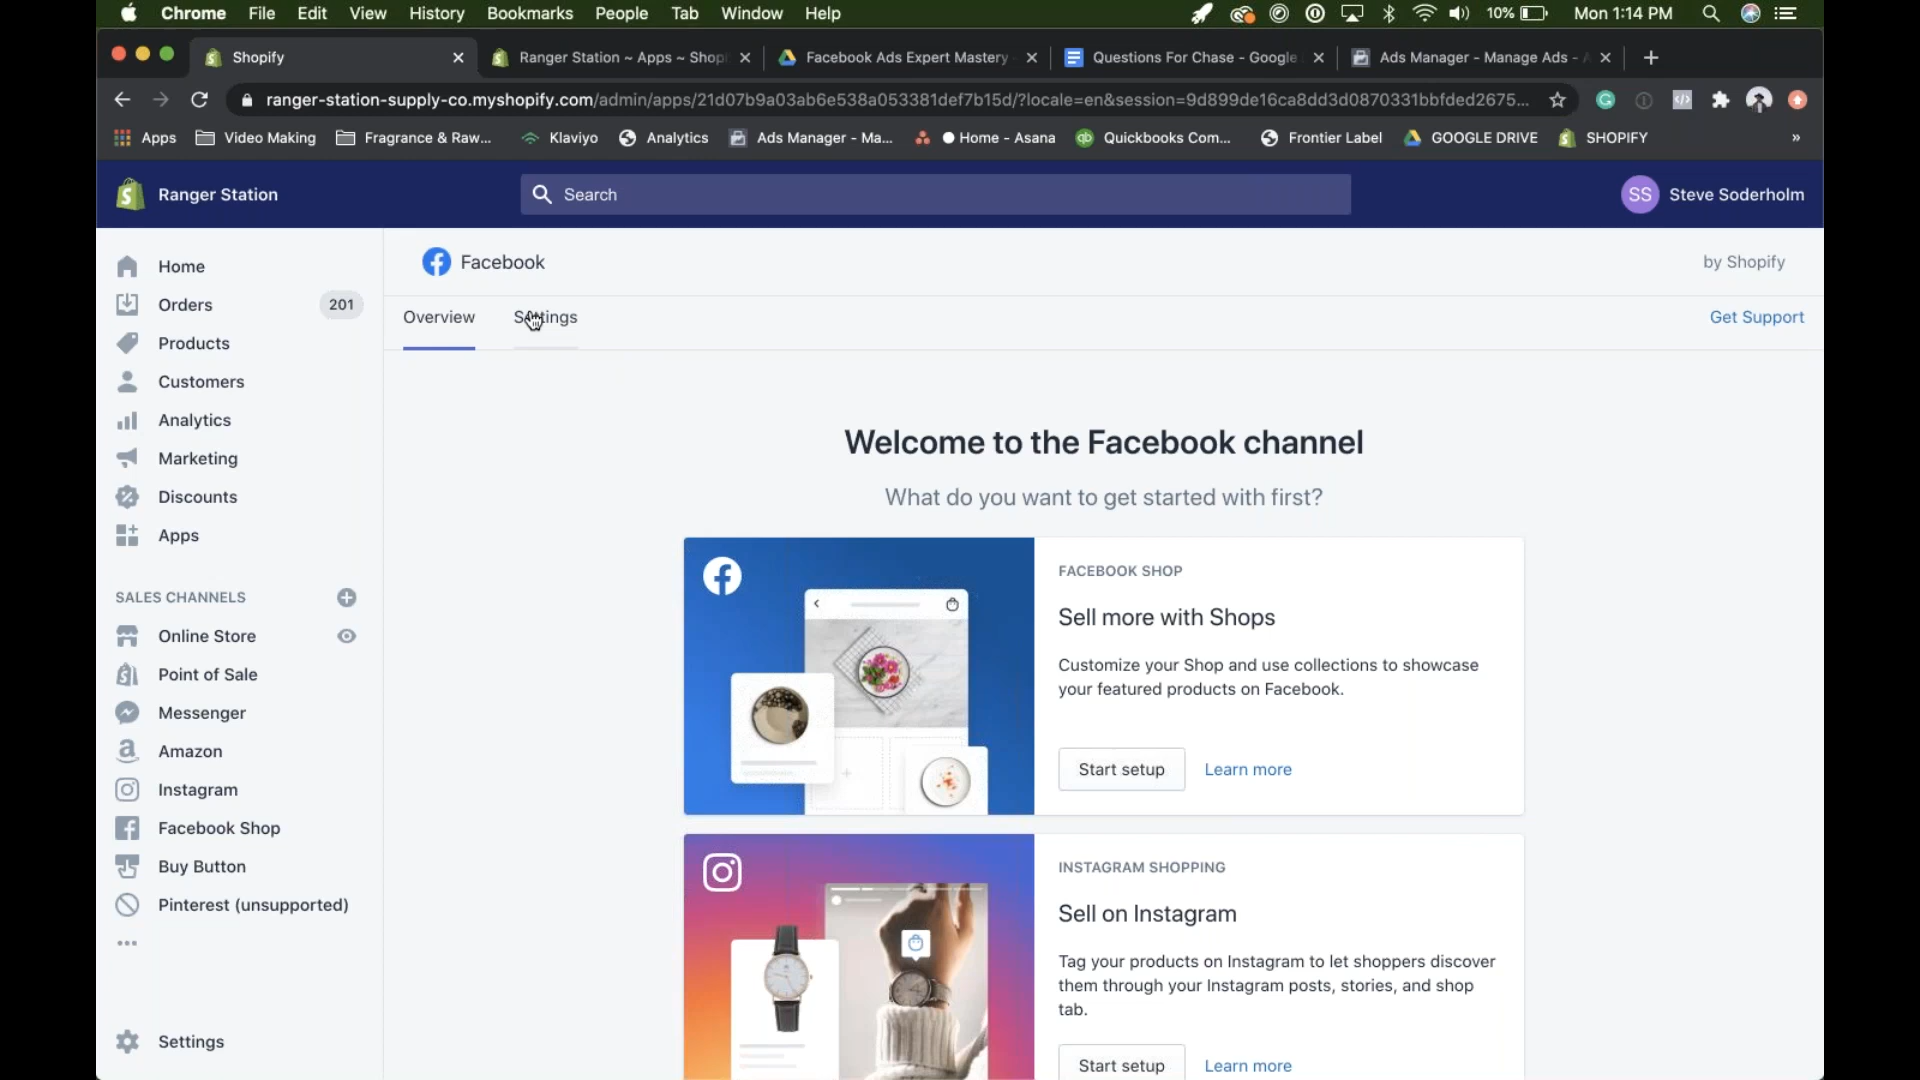 Chrome File Edit View History Bookmarks People Tab Window Help 10% Mon 1:14 PM
Shopify
Ranger Station ~ Apps ~ Shopi
Facebook Ads Expert Mastery
Questions For Chase - Google
Ads Manager - Manage Ads -
ranger-station-supply-co.myshopify.com/admin/apps/21d07b9a03ab6e538a053381def7b15d/?locale=en&session=9d899de16ca8dd3d0870331bbfded2675...
Apps Video Making Fragrance & Raw... Klaviyo Analytics Ads Manager - Ma... Home - Asana Quickbooks Com... Frontier Label GOOGLE DRIVE SHOPIFY »
Ranger Station
Search
SS Steve Soderholm
Home
Orders 201
Products
Customers
Analytics
Marketing
Discounts
Apps
SALES CHANNELS
Online Store
Point of Sale
Messenger
Amazon
Instagram
Facebook Shop
Buy Button
Pinterest (unsupported)
Settings
Facebook
by Shopify
Overview Settings
Get Support
Welcome to the Facebook channel
What do you want to get started with first?
FACEBOOK SHOP
Sell more with Shops
Customize your Shop and use collections to showcase
your featured products on Facebook.
Start setup Learn more
INSTAGRAM SHOPPING
Sell on Instagram
Tag your products on Instagram to let shoppers discover
them through your Instagram posts, stories, and shop
tab.
Start setup Learn more